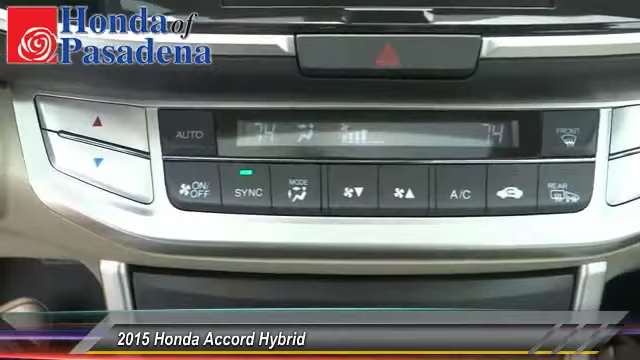 Honda of
Pasadena
AUTO
74
74
FRONT
ON/
OFF
SYNC
MODE
A/C
REAR
2015 Honda Accord Hybrid